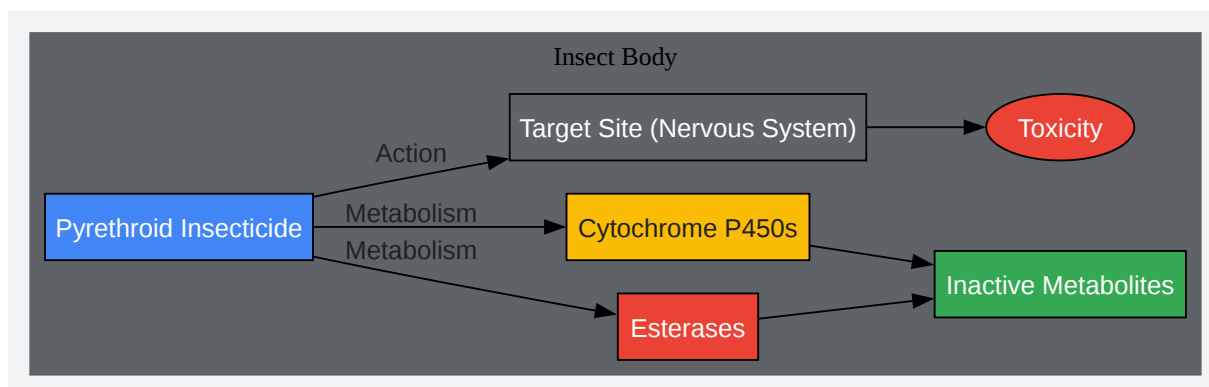 Insect Body
Target Site (Nervous System)
Toxicity
Action
Pyrethroid Insecticide
Metabolism
Cytochrome P450s
Metabolism
Inactive Metabolites
Esterases